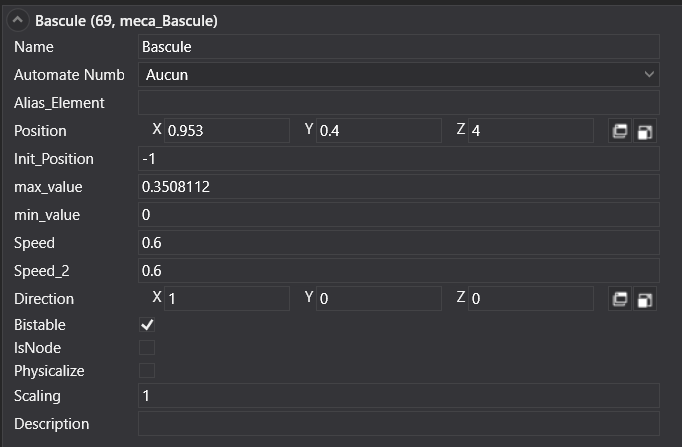 Bascule (69, meca_Bascule)
Name Bascule
Automate Numb Aucun
Alias_Element
Position X 0.953 Y 0.4 Z 4
Init_Position -1
max_value 0.3508112
min_value 0
Speed 0.6
Speed_2 0.6
Direction X 1 Y 0 Z 0
Bistable
IsNode
Physicalize
Scaling 1
Description